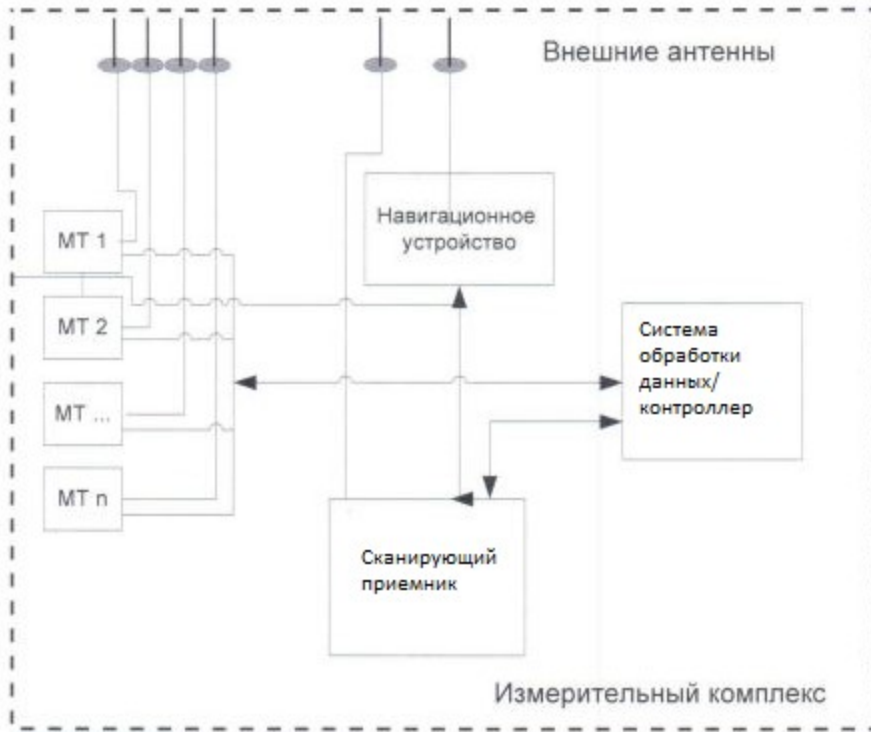 Внешние антенны
Навигационное
устройство
МТ 1
МТ 2
МТ ...
МТ n
Система
обработки
данных/
контроллер
Сканирующий
приемник
Измерительный комплекс